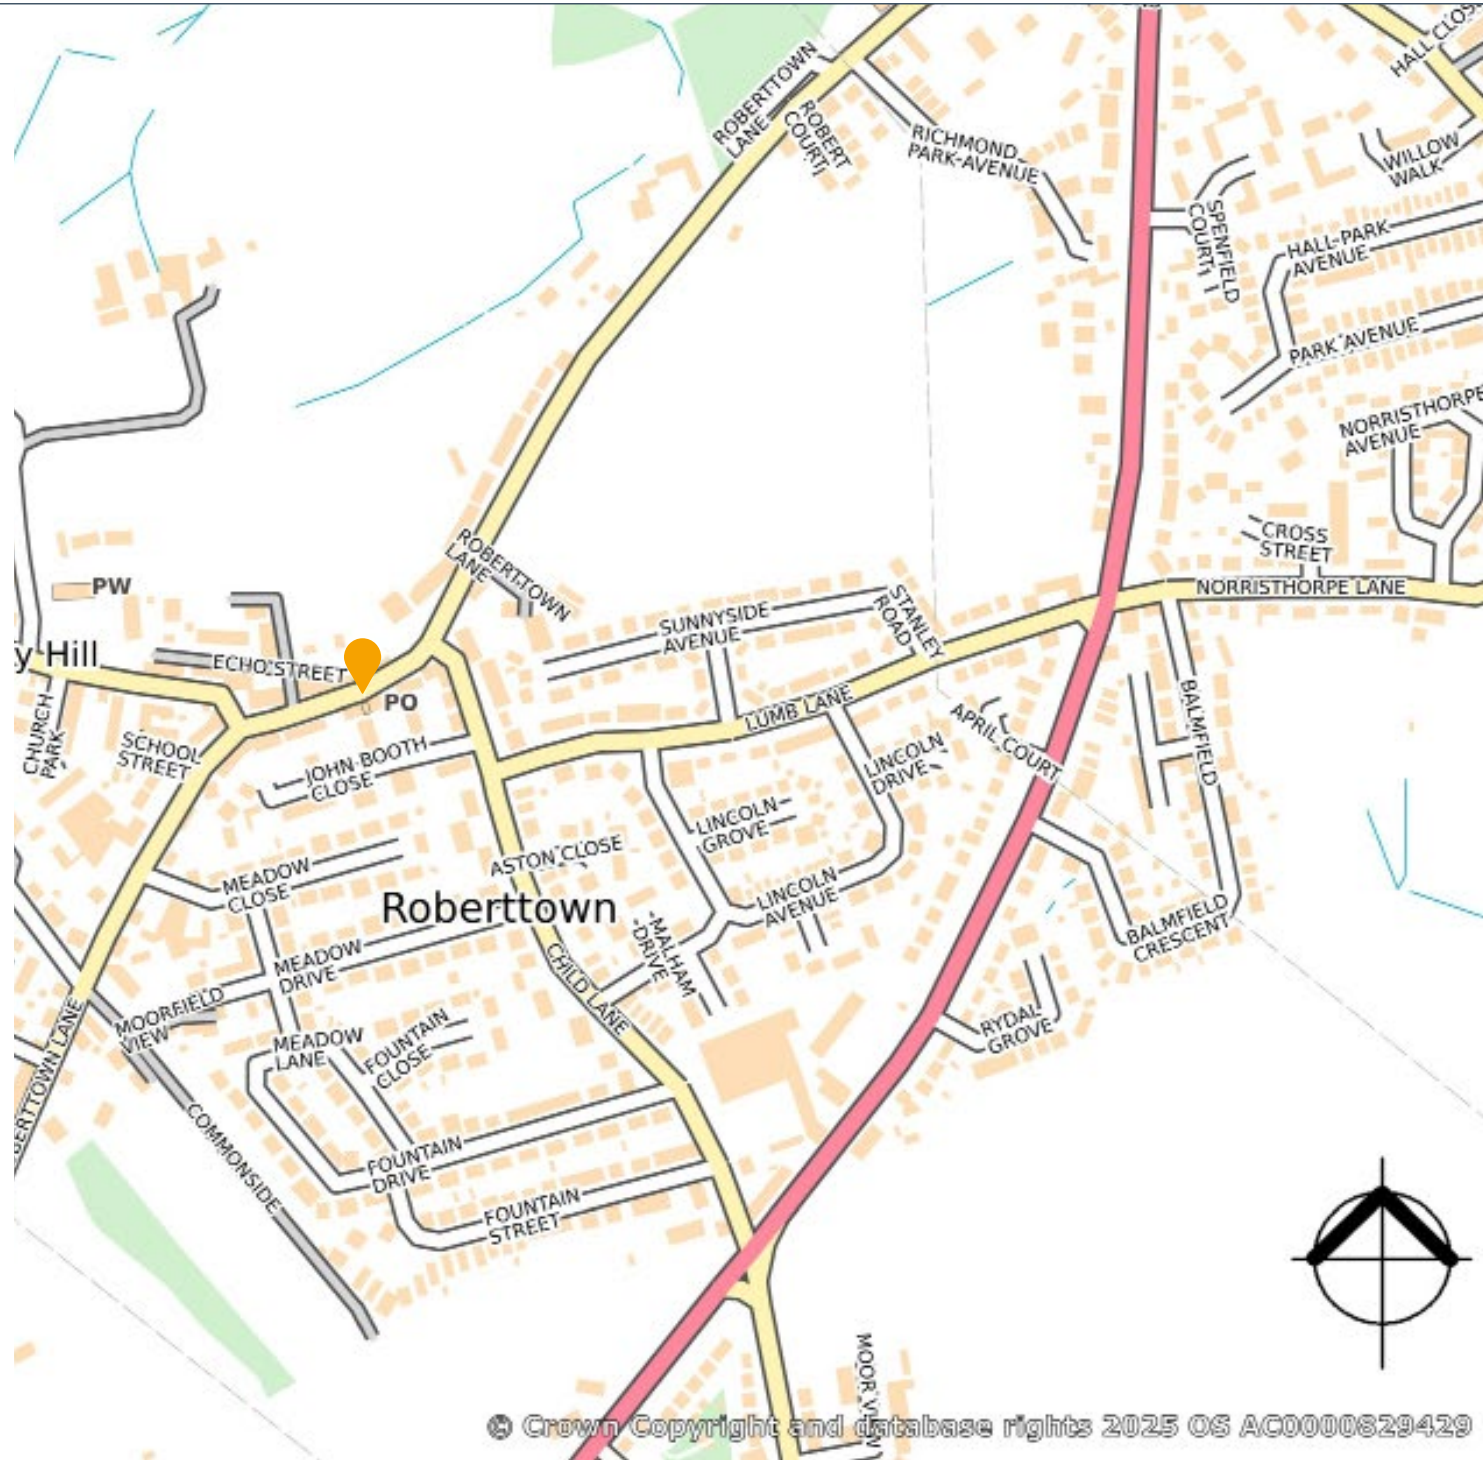 HALL CLOS
ROBERTTOWN
LANE
ROBERT
COURT
RICHMOND
PARK AVENUE
WILLOW
WALK
SPENFIELD
COURT
HALL PARK
AVENUE
PARK AVENUE
NORRISTHORPE
AVENUE
CROSS
STREET
NORRISTHORPE LANE
ROBERTTOWN
LANE
PW
SUNNYSIDE
AVENUE
STANLEY
ROAD
y Hill
ECHO STREET
PO
LUMB LANE
CHURCH
PARK
SCHOOL
STREET
JOHN BOOTH
CLOSE
LINCOLN
DRIVE
APRIL COURT
BALMFIELD
LINCOLN
GROVE
ASTON CLOSE
MEADOW
CLOSE
LINCOLN
AVENUE
Roberttown
BALMFIELD
CRESCENT
MALHAM
DRIVE
MEADOW
DRIVE
CHILD LANE
MOORFIELD
VIEW
RYDAL
GROVE
MEADOW
LANE
FOUNTAIN
CLOSE
BERTTOWN LANE
COMMONSIDE
FOUNTAIN
DRIVE
FOUNTAIN
STREET
MOOR VIEW
© Crown Copyright and database rights 2025 OS AC0000829429